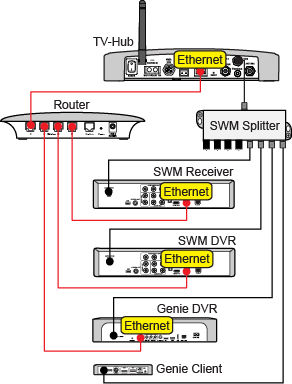 TV-Hub
Ethernet
Router
SWM Splitter
SWM Receiver
Ethernet
SWM DVR
Ethernet
Genie DVR
Ethernet
Genie Client